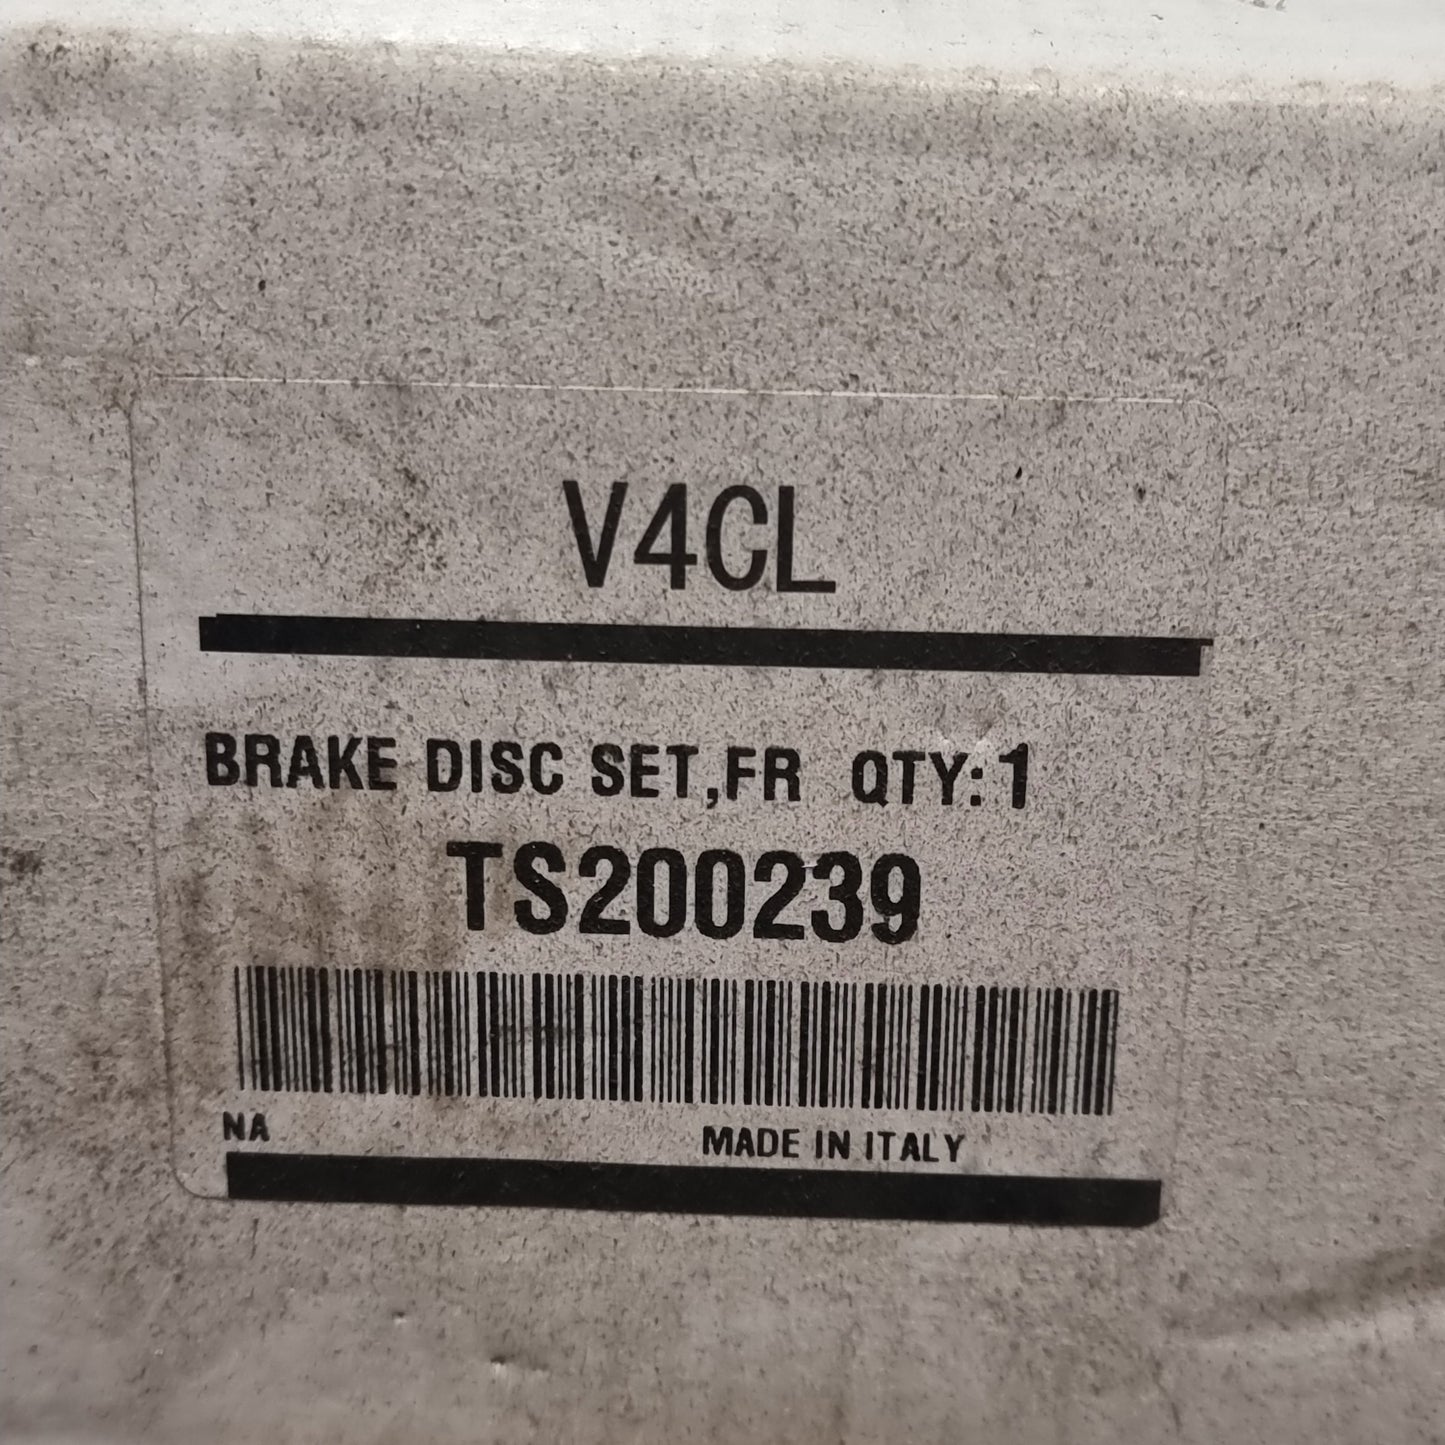 V4CL
BRAKE DISC SET,FR QTY:1
TS200239
NA MADE IN ITALY